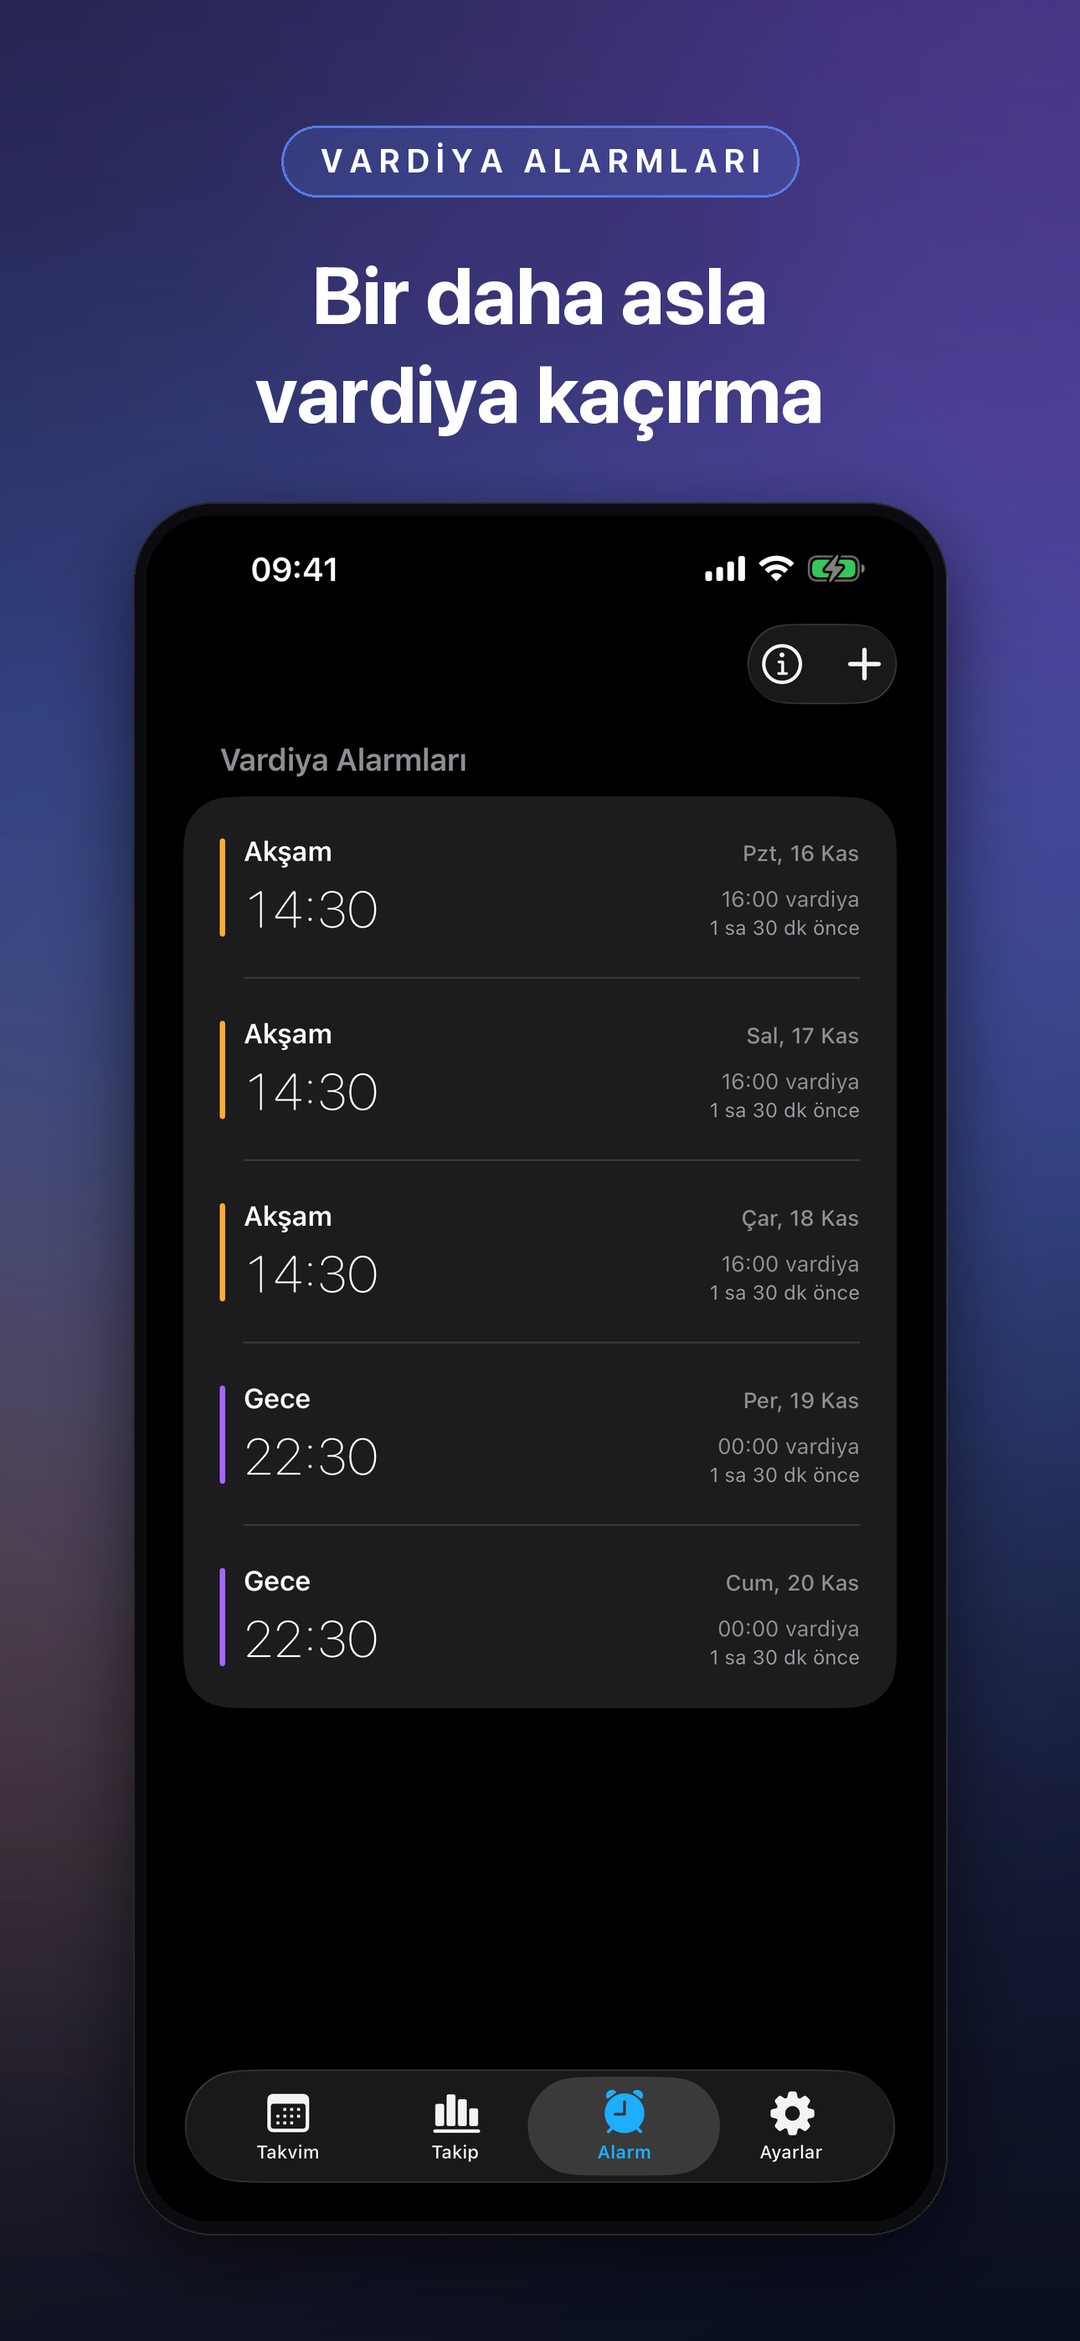 VARDİYA ALARMLARI
Bir daha asla
vardiya kaçırma
09:41
Vardiya Alarmları
Akşam
Pzt, 16 Kas
14:30
16:00 vardiya
1 sa 30 dk önce
Akşam
Sal, 17 Kas
14:30
16:00 vardiya
1 sa 30 dk önce
Akşam
Çar, 18 Kas
14:30
16:00 vardiya
1 sa 30 dk önce
Gece
Per, 19 Kas
22:30
00:00 vardiya
1 sa 30 dk önce
Gece
Cum, 20 Kas
22:30
00:00 vardiya
1 sa 30 dk önce
Takvim
Takip
Alarm
Ayarlar